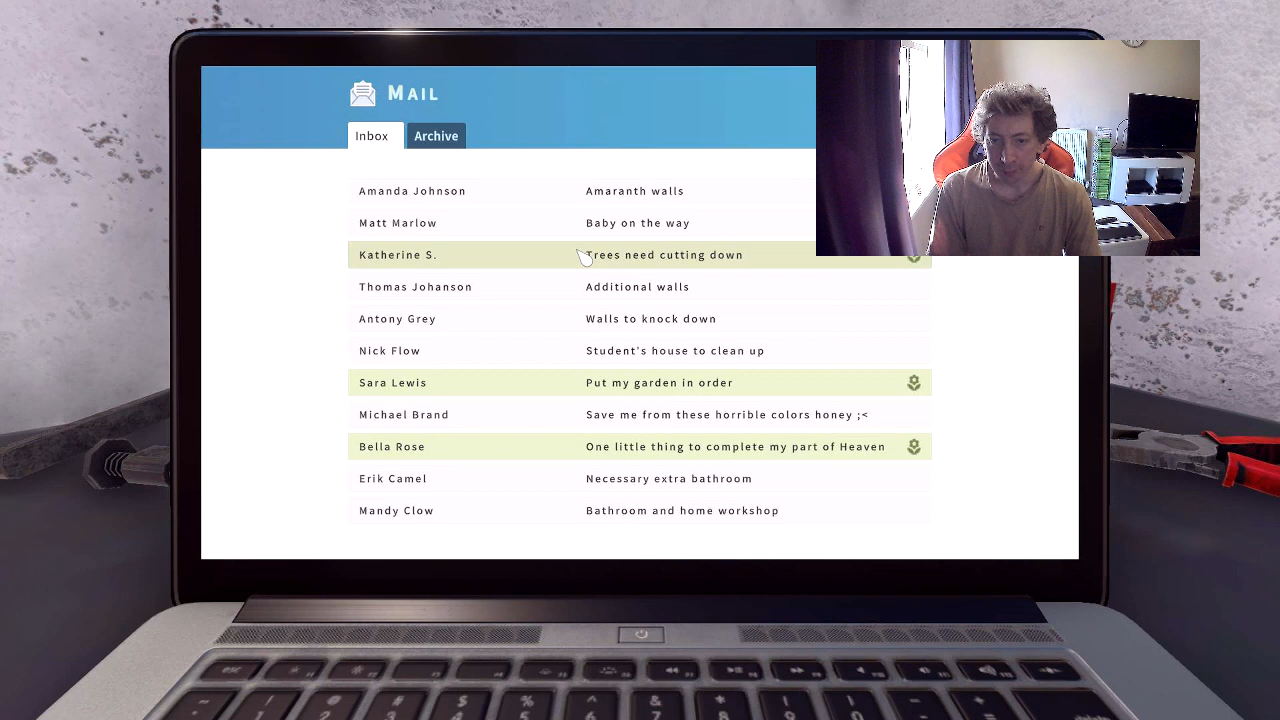 Mail
Inbox
Archive
Amanda Johnson Amaranth walls
Matt Marlow Baby on the way
Katherine S. Trees need cutting down
Thomas Johanson Additional walls
Antony Grey Walls to knock down
Nick Flow Student's house to clean up
Sara Lewis Put my garden in order
Michael Brand Save me from these horrible colors honey ;<
Bella Rose One little thing to complete my part of Heaven
Erik Camel Necessary extra bathroom
Mandy Clow Bathroom and home workshop
esc